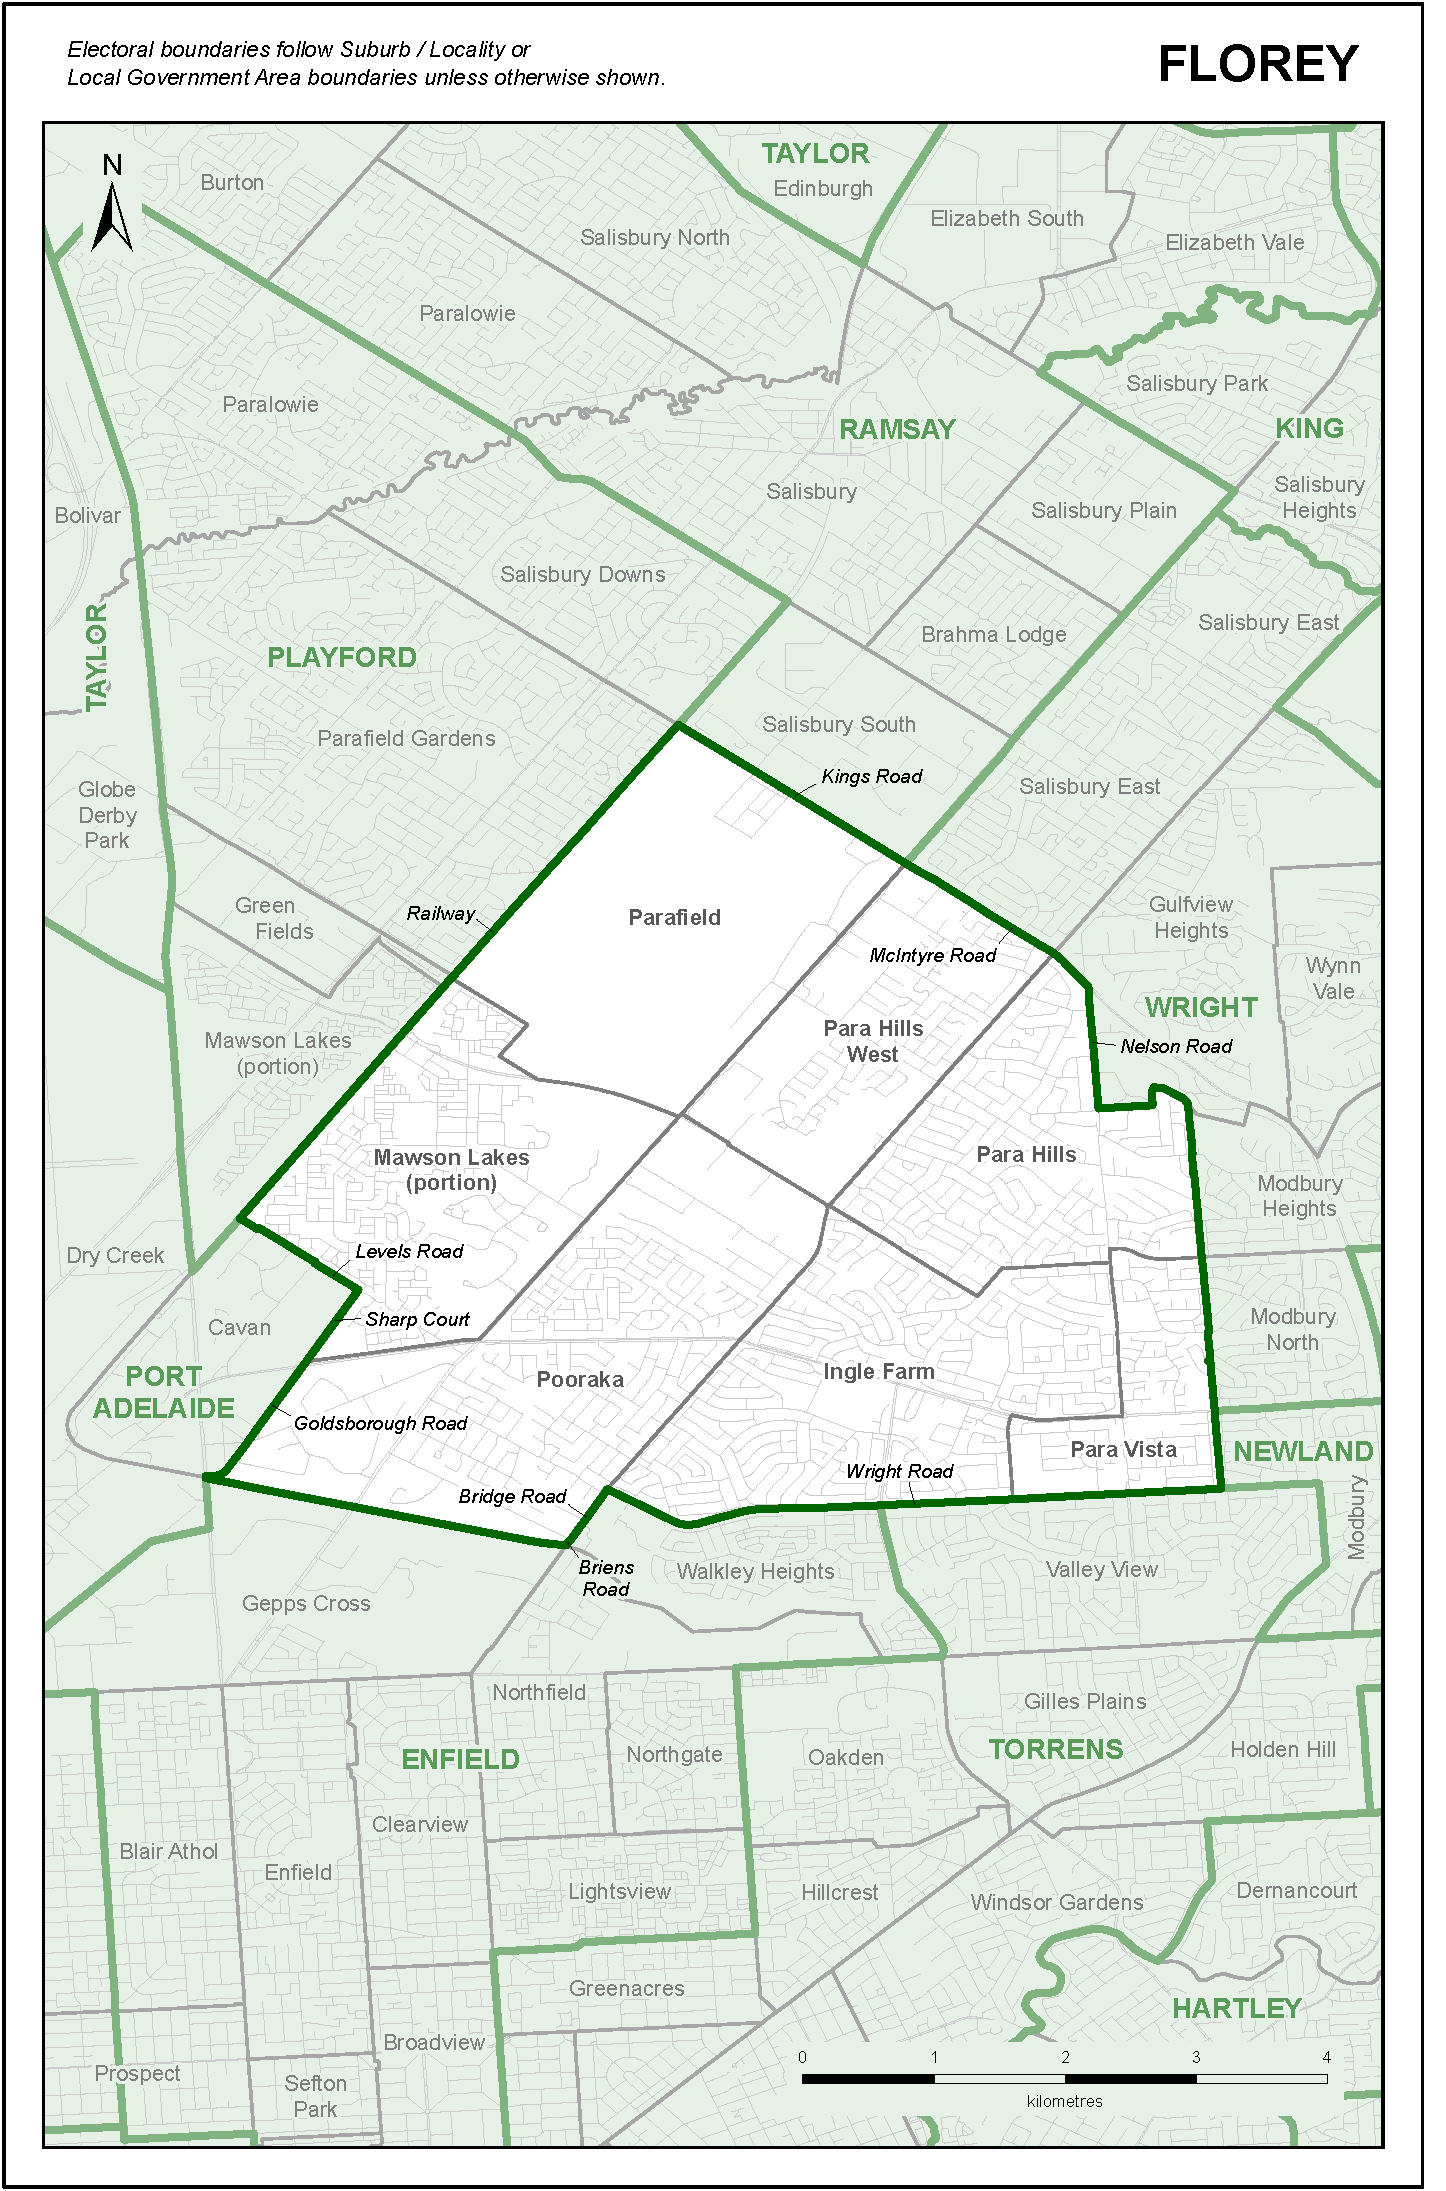 Electoral boundaries follow Suburb / Locality or
Local Government Area boundaries unless otherwise shown.
FLOREY
N
Burton
TAYLOR
Edinburgh
Elizabeth South
Salisbury North
Elizabeth Vale
Paralowie
Salisbury Park
Paralowie
RAMSAY
KING
Salisbury
Salisbury
Heights
Bolivar
Salisbury Plain
Salisbury Downs
TAYLOR
Salisbury East
Brahma Lodge
PLAYFORD
Salisbury South
Parafield Gardens
Kings Road
Salisbury East
Globe
Derby
Park
Green
Fields
Railway
Parafield
Gulfview
Heights
McIntyre Road
Wynn
Vale
WRIGHT
Mawson Lakes
(portion)
Para Hills
West
Nelson Road
Mawson Lakes
(portion)
Para Hills
Modbury
Heights
Dry Creek
Levels Road
Cavan
Sharp Court
Modbury
North
PORT
ADELAIDE
Pooraka
Ingle Farm
Goldsborough Road
Para Vista
NEWLAND
Wright Road
Bridge Road
Modbury
Briens
Road
Walkley Heights
Valley View
Gepps Cross
Northfield
Gilles Plains
ENFIELD
Northgate
Oakden
TORRENS
Holden Hill
Clearview
Blair Athol
Enfield
Lightsview
Hillcrest
Windsor Gardens
Dernancourt
Greenacres
HARTLEY
Broadview
Prospect
Sefton
Park
0 1 2 3 4
kilometres